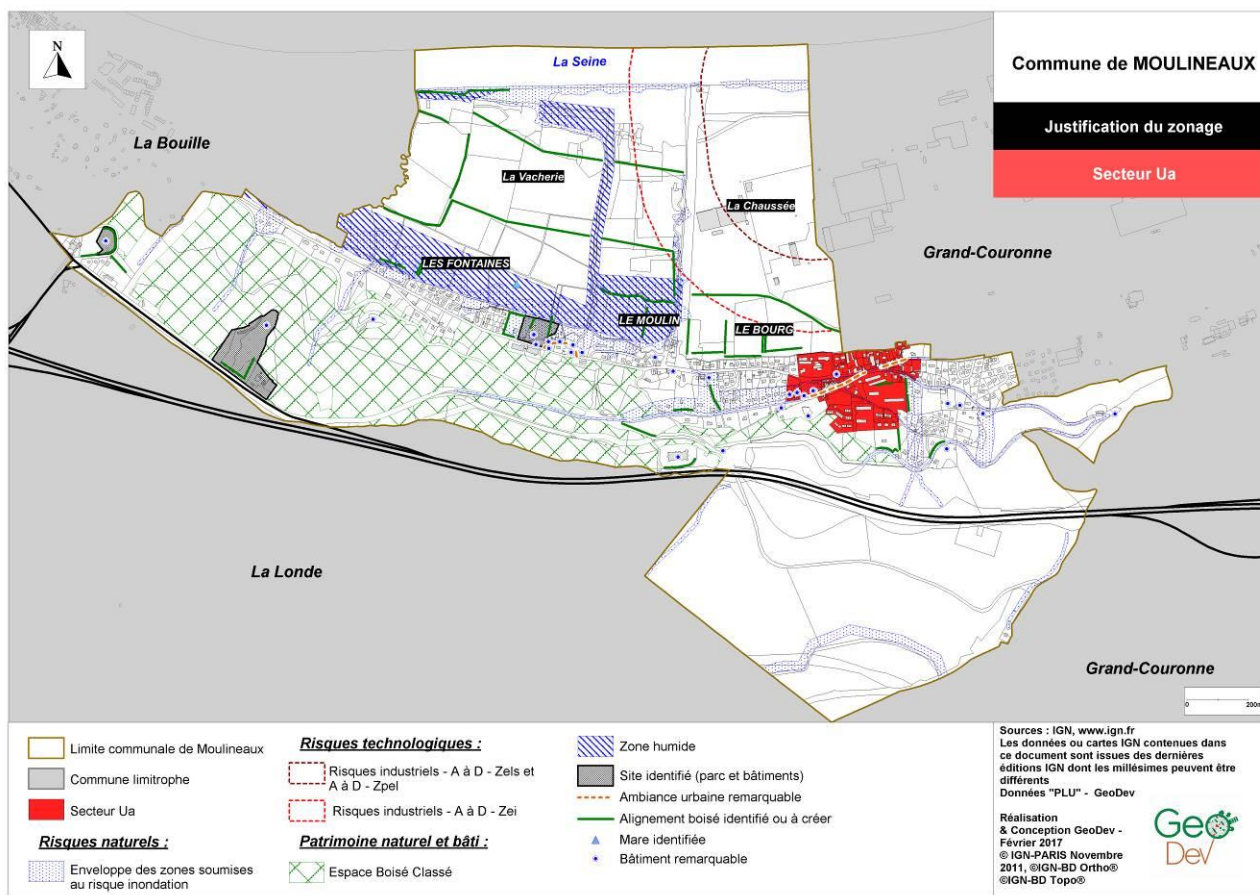 N
Commune de MOULINEAUX
Justification du zonage
Secteur Ua
La Seine
La Bouille
La Vacherie
La Chaussée
Grand-Couronne
LES FONTAINES
LE MOULIN
LE BOURG
La Londe
Grand-Couronne
0 200m
Limite communale de Moulineaux
Commune limitrophe
Secteur Ua
Risques naturels :
Enveloppe des zones soumises
au risque inondation
Risques technologiques :
Risques industriels - A à D - Zels et
A à D - Zpel
Risques industriels - A à D - Zei
Patrimoine naturel et bâti :
Espace Boisé Classé
Zone humide
Site identifié (parc et bâtiments)
Ambiance urbaine remarquable
Alignement boisé identifié ou à créer
Mare identifiée
Bâtiment remarquable
Sources : IGN, www.ign.fr
Les données ou cartes IGN contenues dans
ce document sont issues des dernières
éditions IGN dont les millésimes peuvent être
différents
Données "PLU" - GeoDev
Réalisation
& Conception GeoDev -
Février 2017
© IGN-PARIS Novembre
2011, ©IGN-BD Ortho®
©IGN-BD Topo®
Geo
Dev